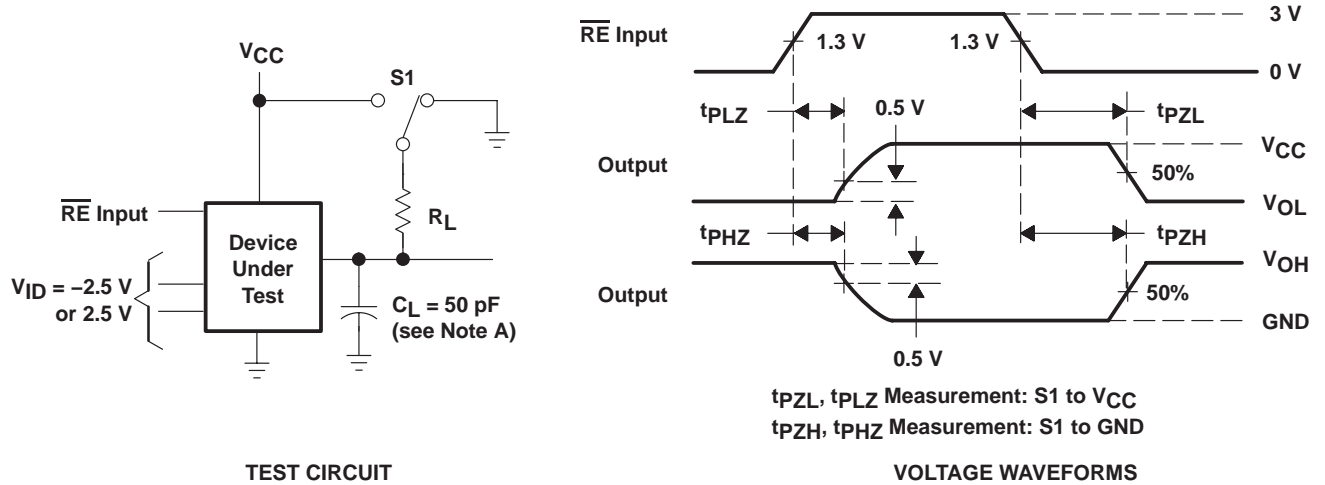 VCC
S1
RE Input
Device
Under
Test
VID = –2.5 V
or 2.5 V
RL
CL = 50 pF
(see Note A)
TEST CIRCUIT
RE Input
1.3 V
1.3 V
3 V
0 V
tPLZ
0.5 V
tPZL
Output
VCC
50%
VOL
tPHZ
tPZH
Output
VOH
50%
GND
0.5 V
tPZL, tPLZ Measurement: S1 to VCC
tPZH, tPHZ Measurement: S1 to GND
VOLTAGE WAVEFORMS